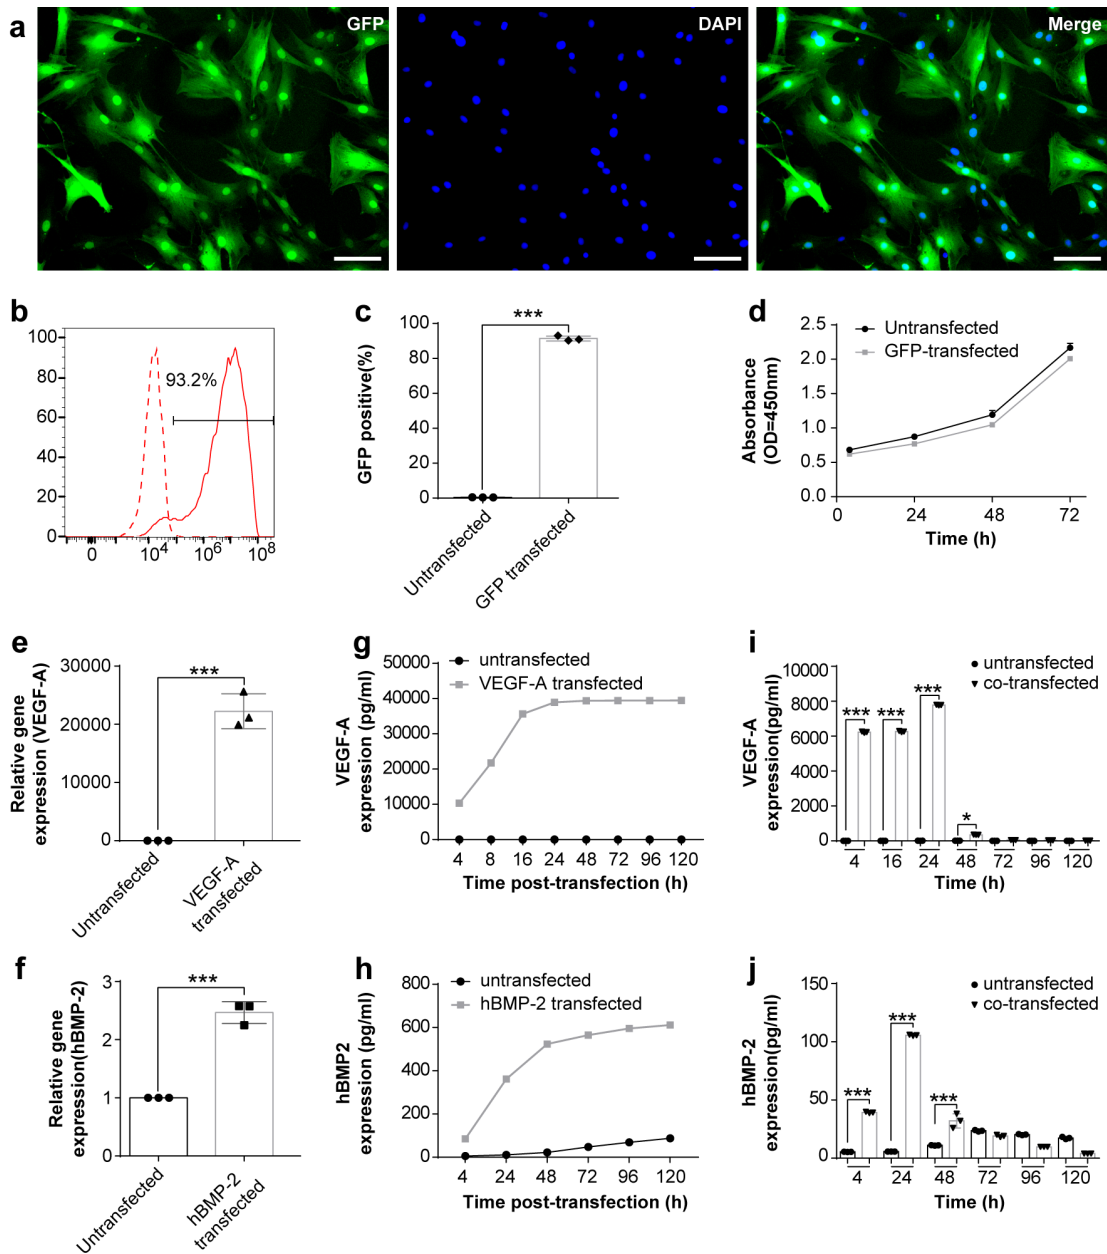 a
GFP
DAPI
Merge
b
100
80
60
40
20
0
93.2%
0 10⁴ 10⁶ 10⁸
c
GFP positive(%)
100
80
60
40
20
0
***
Untransfected
GFP transfected
d
Absorbance
(OD=450nm)
2.5
2.0
1.5
1.0
0.5
0.0
Untransfected
GFP-transfected
0 24 48 72
Time (h)
e
Relative gene
expression (VEGF-A)
30000
20000
10000
0
***
Untransfected
VEGF-A
transfected
g
VEGF-A
expression (pg/ml)
50000
40000
30000
20000
10000
0
untransfected
VEGF-A transfected
4 8 16 24 48 72 96 120
Time post-transfection (h)
i
VEGF-A
expression(pg/ml)
10000
8000
6000
4000
2000
0
untransfected
co-transfected
***
***
***
*
4 16 24 48 72 96 120
Time (h)
f
Relative gene
expression(hBMP-2)
3
2
1
0
***
Untransfected
hBMP-2
transfected
h
hBMP2
expression (pg/ml)
800
600
400
200
0
untransfected
hBMP-2 transfected
4 24 48 72 96 120
Time post-transfection (h)
j
hBMP-2
expression(pg/ml)
150
100
50
0
untransfected
co-transfected
***
***
***
4 24 48 72 96 120
Time (h)